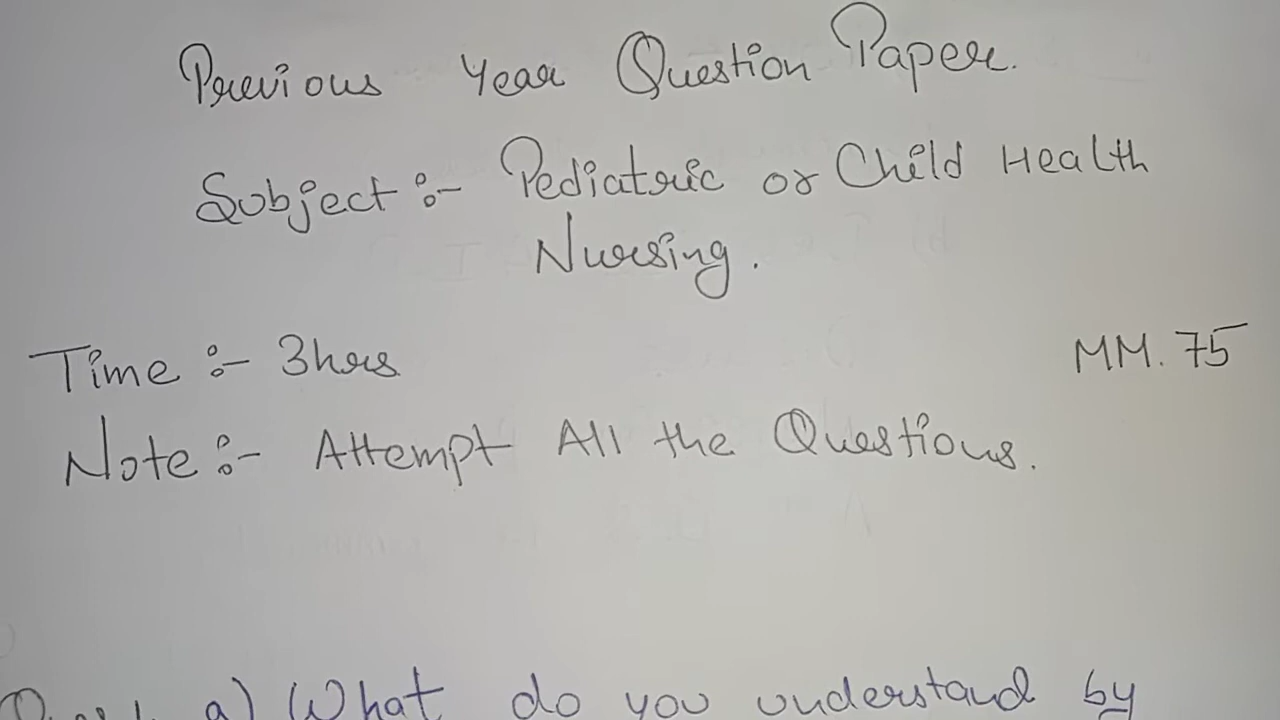 Previous Year Question Paper.
Subject :- Pediatric or Child Health
Nursing.
Time :- 3hrs MM. 75
Note :- Attempt All the Questions.
a) What do you understand by